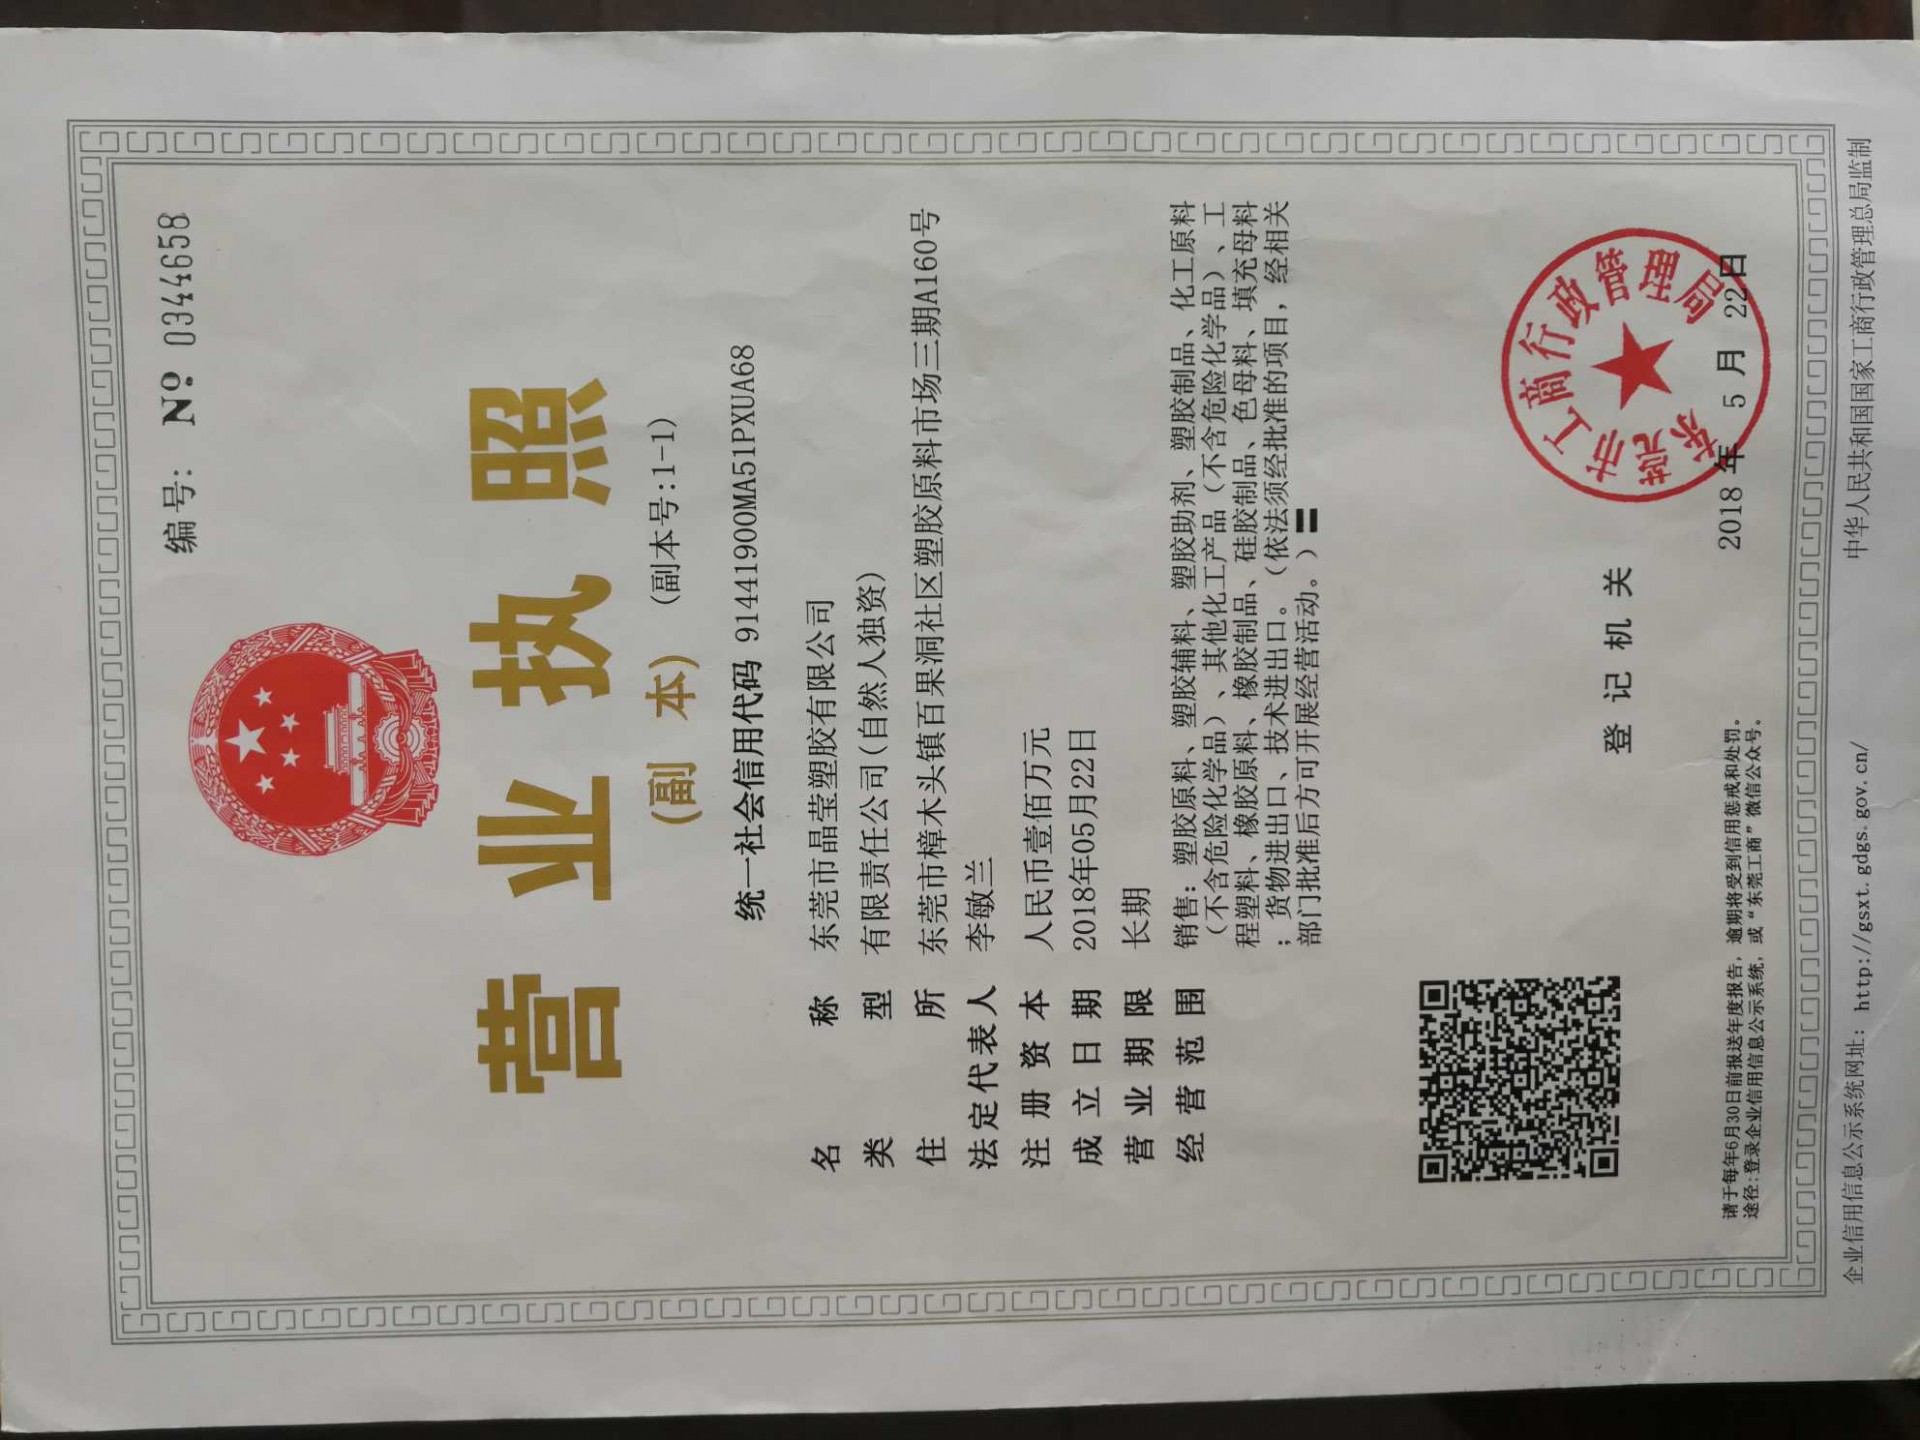 编号：№ 0344658
营业执照
(副 本)
(副本号:1-1)
统一社会信用代码 91441900MA51PXUA68
名称 东莞市晶莹塑胶有限公司
类型 有限责任公司(自然人独资)
住所 东莞市樟木头镇百果洞社区塑胶原料市场三期A160号
法定代表人 李敏兰
注册资本 人民币壹佰万元
成立日期 2018年05月22日
营业期限 长期
经营范围 销售：塑胶原料、塑胶辅料、塑胶助剂、塑胶制品、化工原料
（不含危险化学品）、其他化工产品（不含危险化学品）、工
程塑料、橡胶原料、橡胶制品、硅胶制品、色母料、填充母料
；货物进出口、技术进出口。（依法须经批准的项目，经相关
部门批准后方可开展经营活动。）
登记机关
东莞市工商行政管理局
2018 年 5 月 22日
请于每年6月30日前报送年度报告，逾期将受到信用惩戒和处罚。
途径:登录企业信用信息公示系统，或“东莞工商”微信公众号。
企业信用信息公示系统网址：http://gsxt.gdgs.gov.cn/
中华人民共和国国家工商行政管理总局监制